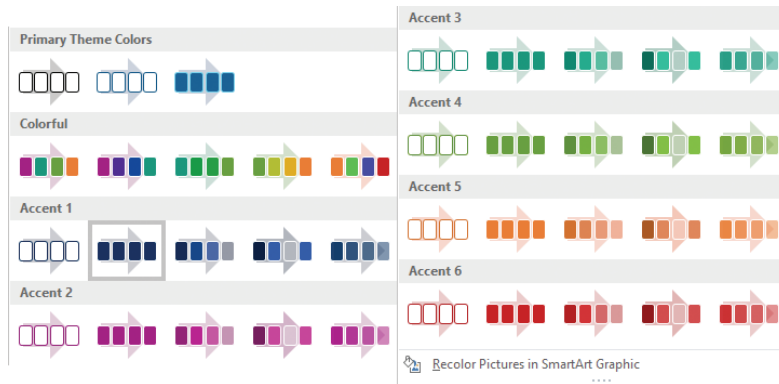 Primary Theme Colors
Colorful
Accent 1
Accent 2
Accent 3
Accent 4
Accent 5
Accent 6
Recolor Pictures in SmartArt Graphic